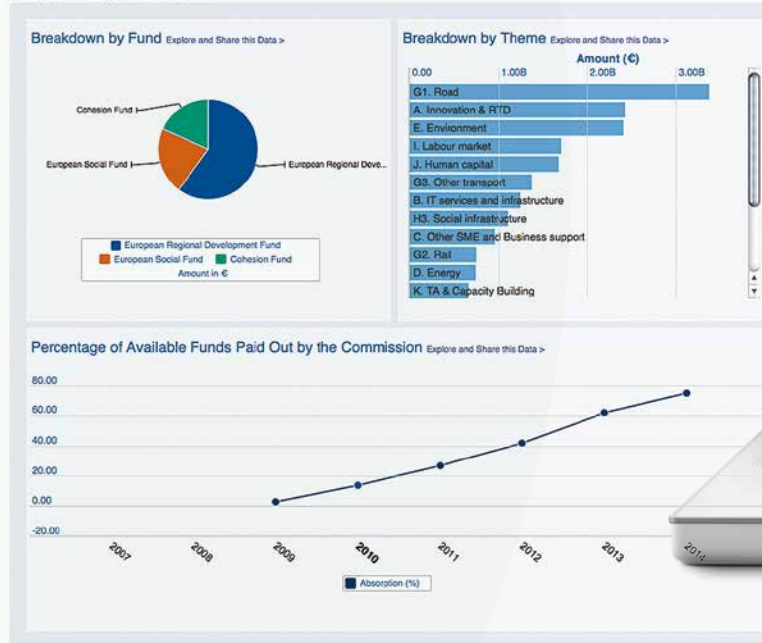 Breakdown by Fund Explore and Share this Data >
Cohesion Fund
European Social Fund
European Regional Deve...
European Regional Development Fund
European Social Fund Cohesion Fund
Amount in €
Breakdown by Theme Explore and Share this Data >
Amount (€)
0.00 1.00B 2.00B 3.00B
G1. Road
A. Innovation & RTD
E. Environment
I. Labour market
J. Human capital
G3. Other transport
B. IT services and infrastructure
H3. Social infrastructure
C. Other SME and Business support
G2. Rail
D. Energy
K. TA & Capacity Building
Percentage of Available Funds Paid Out by the Commission Explore and Share this Data >
80.00
60.00
40.00
20.00
0.00
-20.00
2007 2008 2009 2010 2011 2012 2013 2014
Absorption (%)